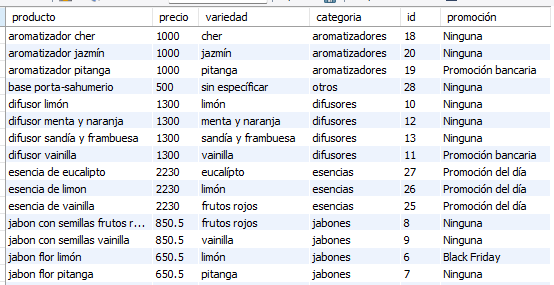 producto precio variedad categoria id promoción
aromatizador cher 1000 cher aromatizadores 18 Ninguna
aromatizador jazmín 1000 jazmín aromatizadores 20 Ninguna
aromatizador pitanga 1000 pitanga aromatizadores 19 Promoción bancaria
base porta-sahumerio 500 sin específicar otros 28 Ninguna
difusor limón 1300 limón difusores 10 Ninguna
difusor menta y naranja 1300 menta y naranja difusores 12 Ninguna
difusor sandía y frambuesa 1300 sandía y frambuesa difusores 13 Ninguna
difusor vainilla 1300 vainilla difusores 11 Promoción bancaria
esencia de eucalipto 2230 eucalípto esencias 27 Promoción del día
esencia de limon 2230 limón esencias 26 Promoción del día
esencia de vainilla 2230 frutos rojos esencias 25 Promoción del día
jabon con semillas frutos r... 850.5 frutos rojos jabones 8 Ninguna
jabon con semillas vainilla 850.5 vainilla jabones 9 Ninguna
jabon flor limón 650.5 limón jabones 6 Black Friday
jabon flor pitanga 650.5 pitanga jabones 7 Ninguna